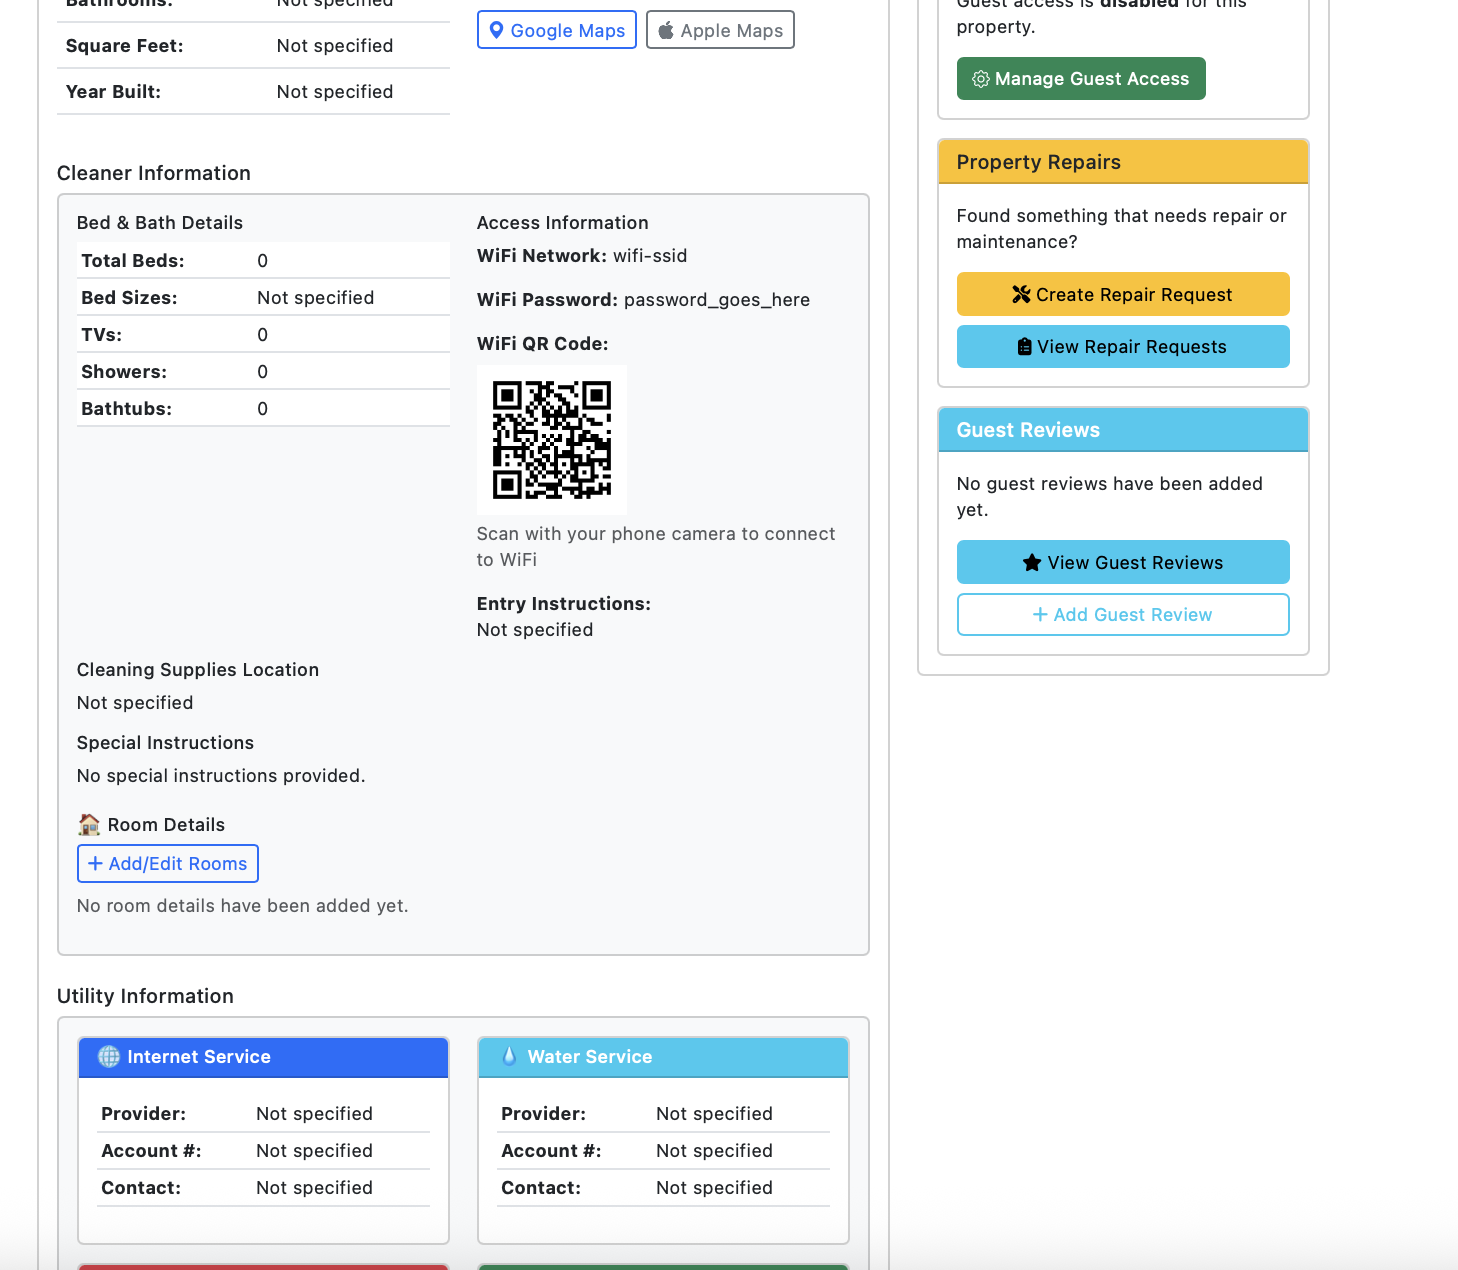 Bathrooms: Not specified
Square Feet: Not specified
Year Built: Not specified
Google Maps
Apple Maps
Cleaner Information
Bed & Bath Details
Total Beds: 0
Bed Sizes: Not specified
TVs: 0
Showers: 0
Bathtubs: 0
Access Information
WiFi Network: wifi-ssid
WiFi Password: password_goes_here
WiFi QR Code:
Scan with your phone camera to connect
to WiFi
Entry Instructions:
Not specified
Cleaning Supplies Location
Not specified
Special Instructions
No special instructions provided.
Room Details
+ Add/Edit Rooms
No room details have been added yet.
Utility Information
Internet Service
Provider: Not specified
Account #: Not specified
Contact: Not specified
Water Service
Provider: Not specified
Account #: Not specified
Contact: Not specified
Guest access is disabled for this
property.
Manage Guest Access
Property Repairs
Found something that needs repair or
maintenance?
Create Repair Request
View Repair Requests
Guest Reviews
No guest reviews have been added
yet.
View Guest Reviews
+ Add Guest Review